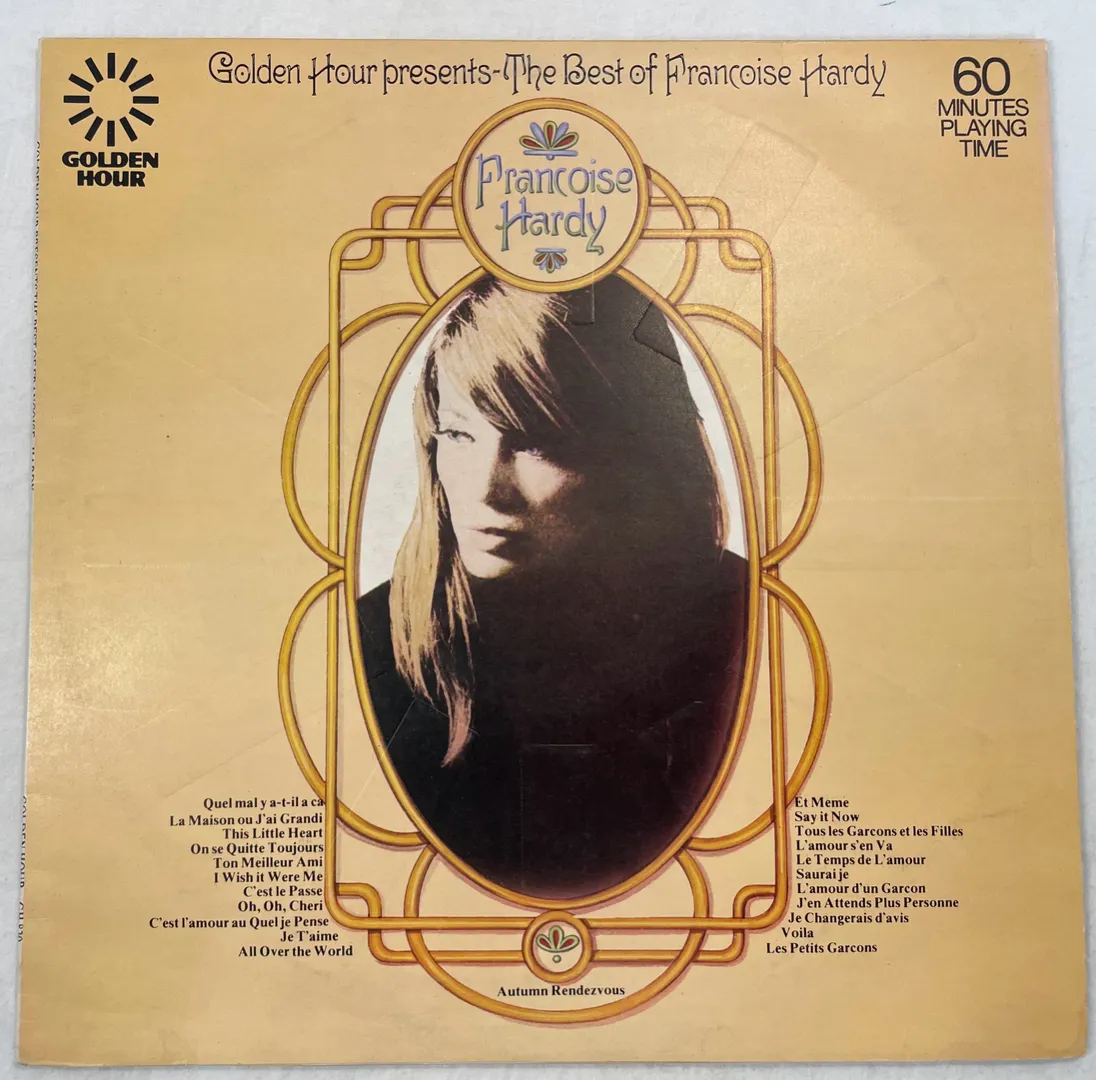 Golden Hour presents-The Best of Francoise Hardy
GOLDEN
HOUR
60
MINUTES
PLAYING
TIME
Francoise
Hardy
Quel mal y a-t-il a ca
La Maison ou J'ai Grandi
This Little Heart
On se Quitte Toujours
Ton Meilleur Ami
I Wish it Were Me
C'est le Passe
Oh, Oh, Cheri
C'est l'amour au Quel je Pense
Je T'aime
All Over the World
Et Meme
Say it Now
Tous les Garcons et les Filles
L'amour s'en Va
Le Temps de L'amour
Saurai je
L'amour d'un Garcon
J'en Attends Plus Personne
Je Changerais d'avis
Voila
Les Petits Garcons
Autumn Rendezvous